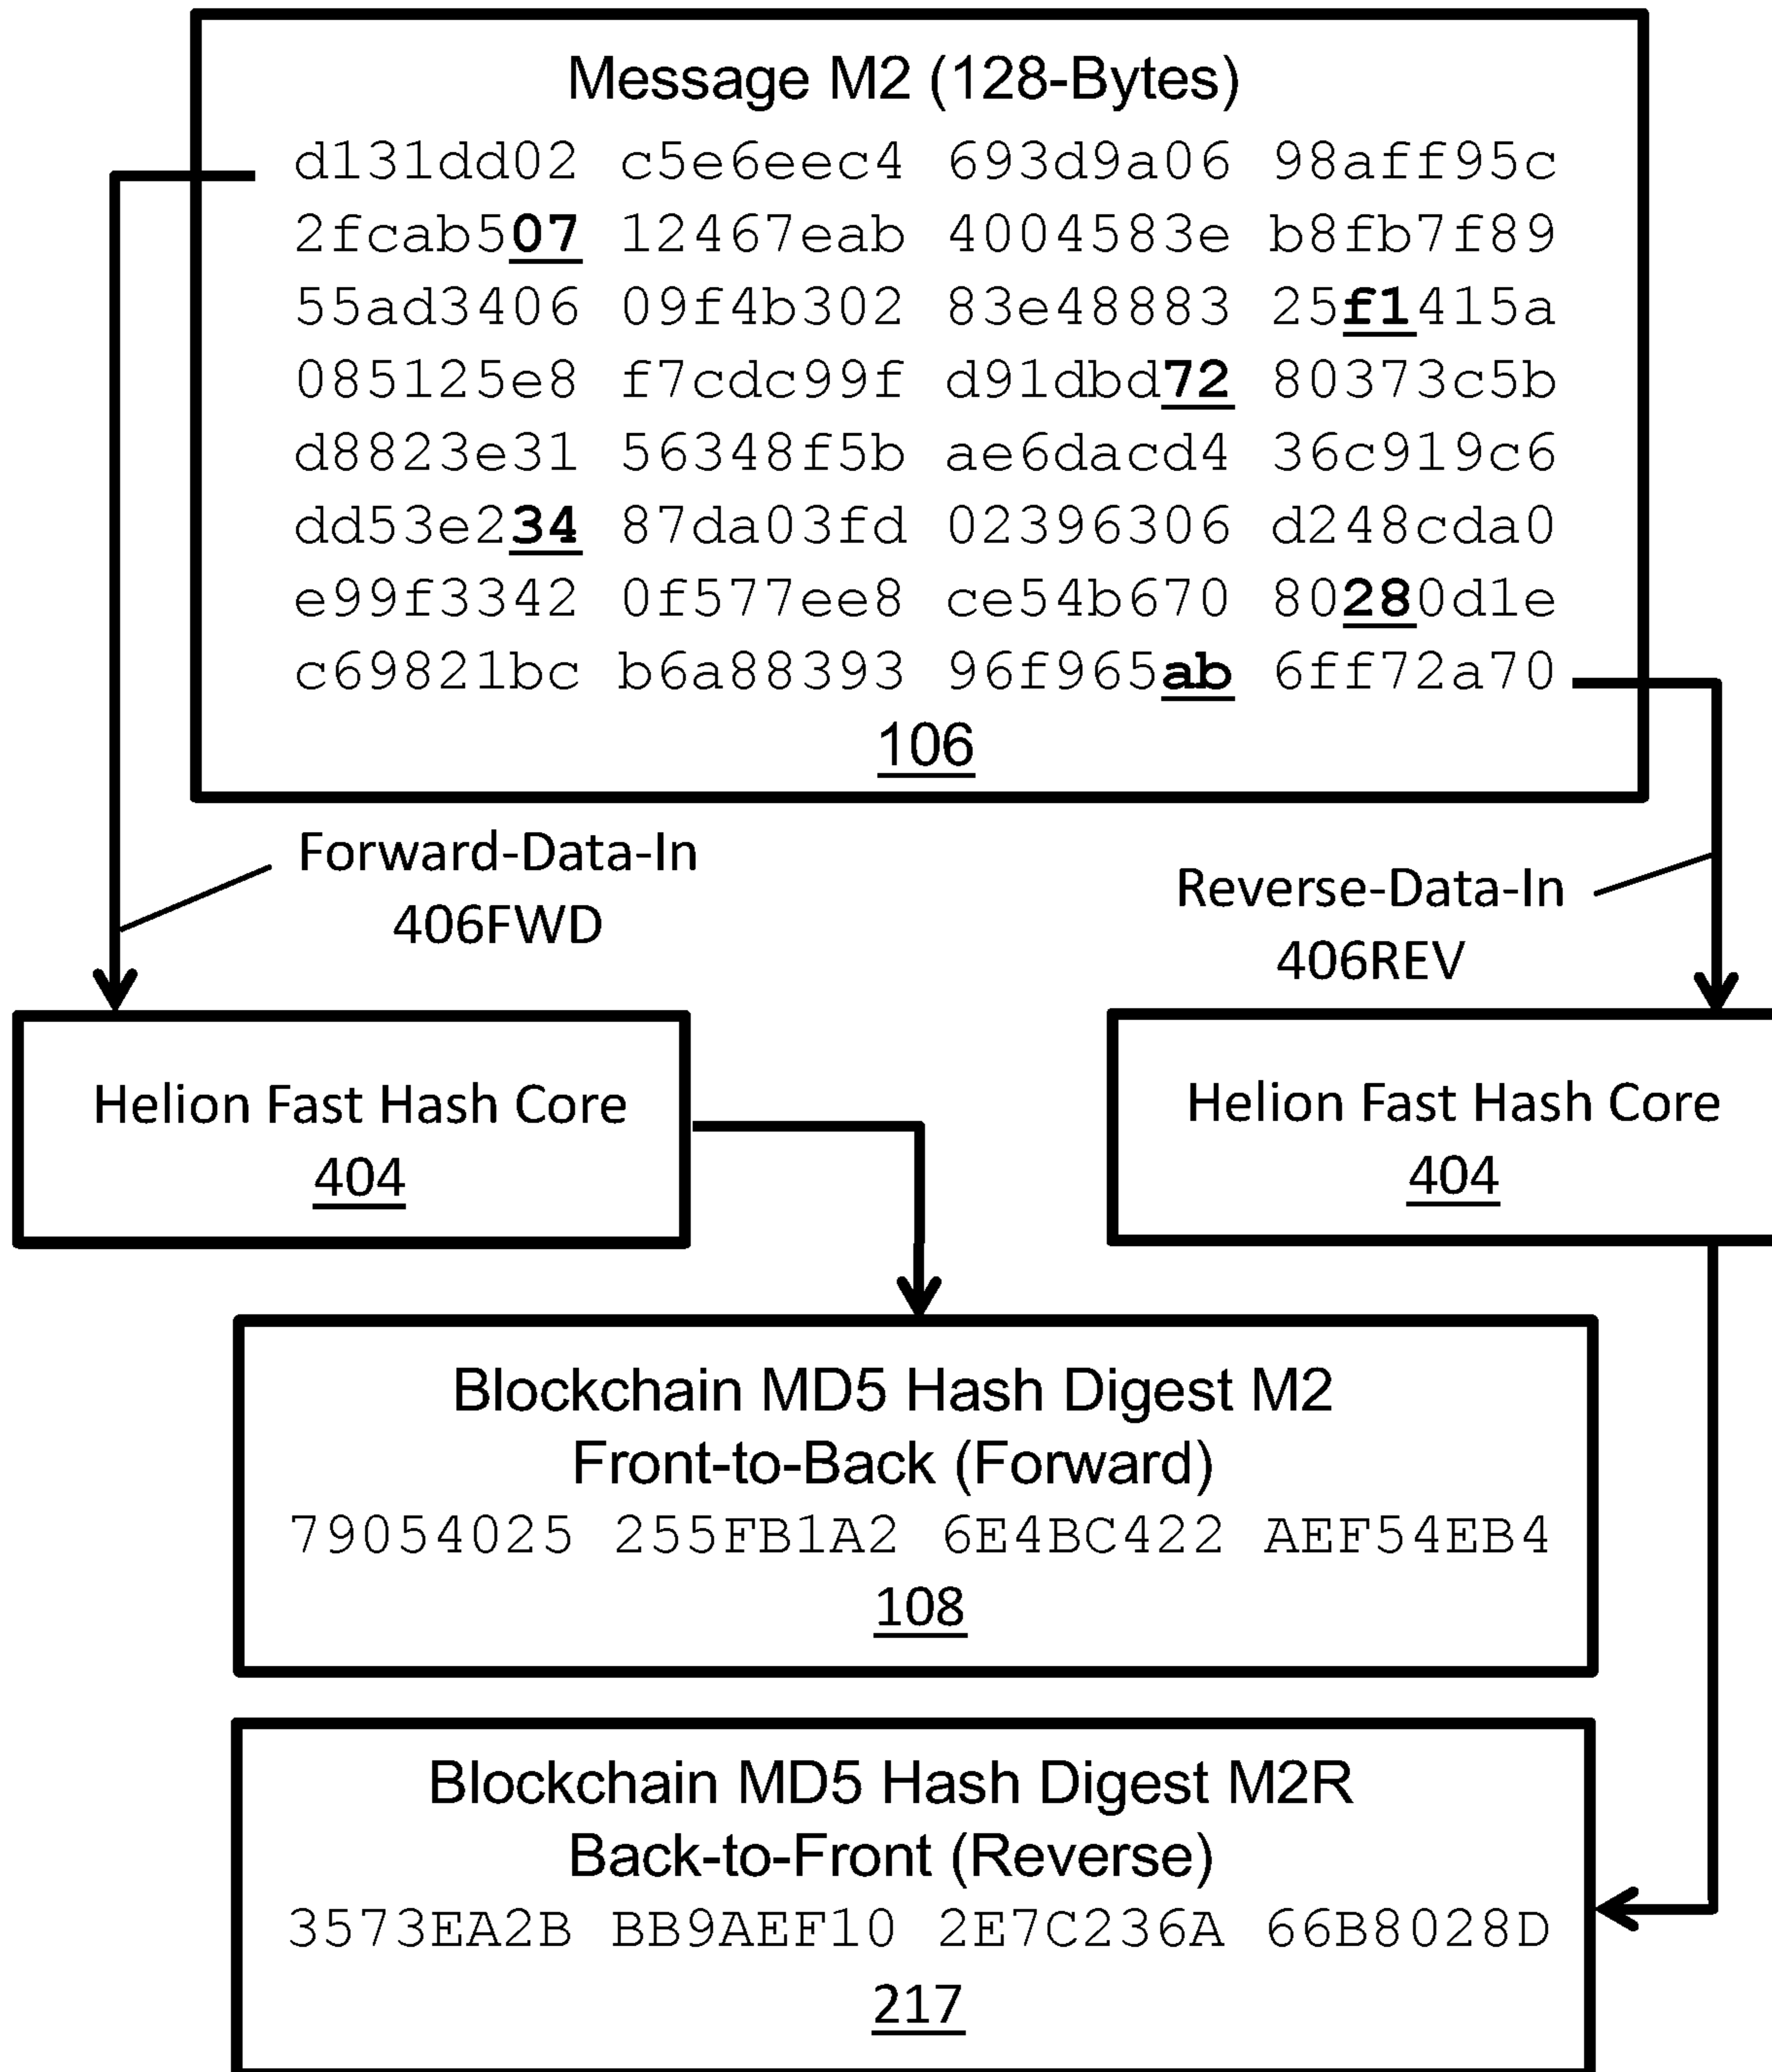 Message M2 (128-Bytes)
d131dd02 c5e6eec4 693d9a06 98aff95c
2fcab507 12467eab 4004583e b8fb7f89
55ad3406 09f4b302 83e48883 25f1415a
085125e8 f7cdc99f d91dbd72 80373c5b
d8823e31 56348f5b ae6dacd4 36c919c6
dd53e234 87da03fd 02396306 d248cda0
e99f3342 0f577ee8 ce54b670 80280d1e
c69821bc b6a88393 96f965ab 6ff72a70
106
Forward-Data-In
406FWD
Reverse-Data-In
406REV
Helion Fast Hash Core
404
Helion Fast Hash Core
404
Blockchain MD5 Hash Digest M2
Front-to-Back (Forward)
79054025 255FB1A2 6E4BC422 AEF54EB4
108
Blockchain MD5 Hash Digest M2R
Back-to-Front (Reverse)
3573EA2B BB9AEF10 2E7C236A 66B8028D
217